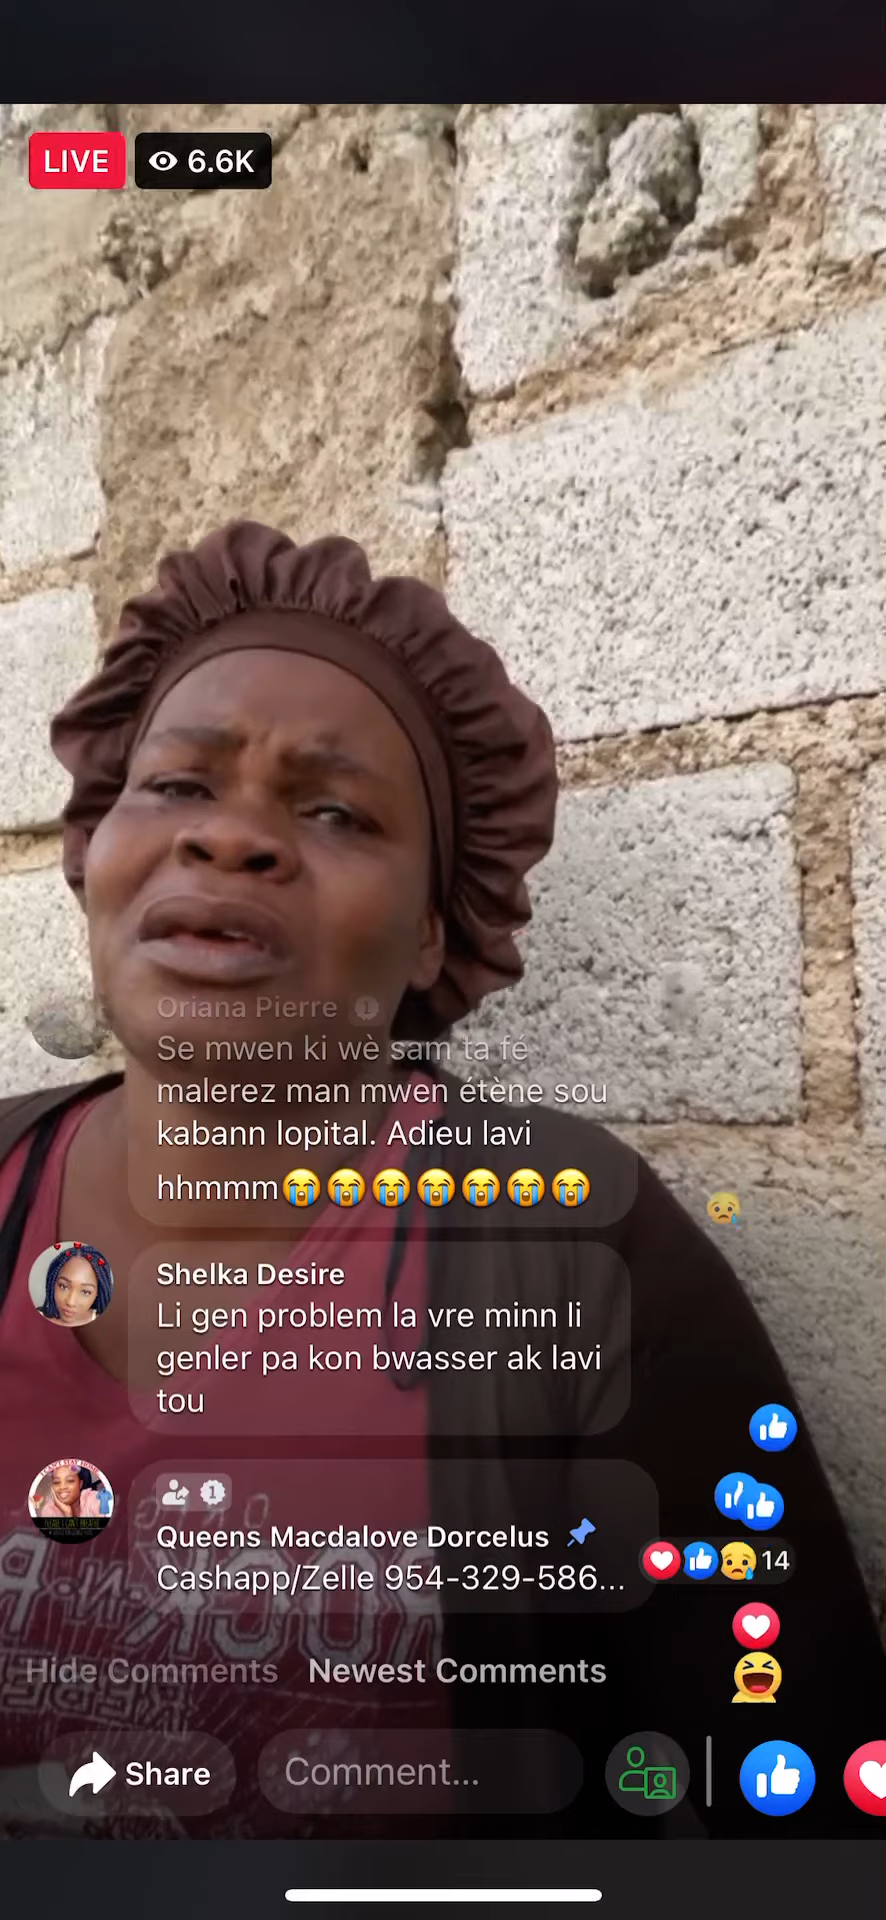 LIVE
6.6K
Oriana Pierre
Se mwen ki wè sam ta fé
malerez man mwen étène sou
kabann lopital. Adieu lavi
hhmmm😭😭😭😭😭😭😭
Shelka Desire
Li gen problem la vre minn li
genler pa kon bwasser ak lavi
tou
1
Queens Macdalove Dorcelus
Cashapp/Zelle 954-329-586...
14
Hide Comments Newest Comments
Share
Comment...